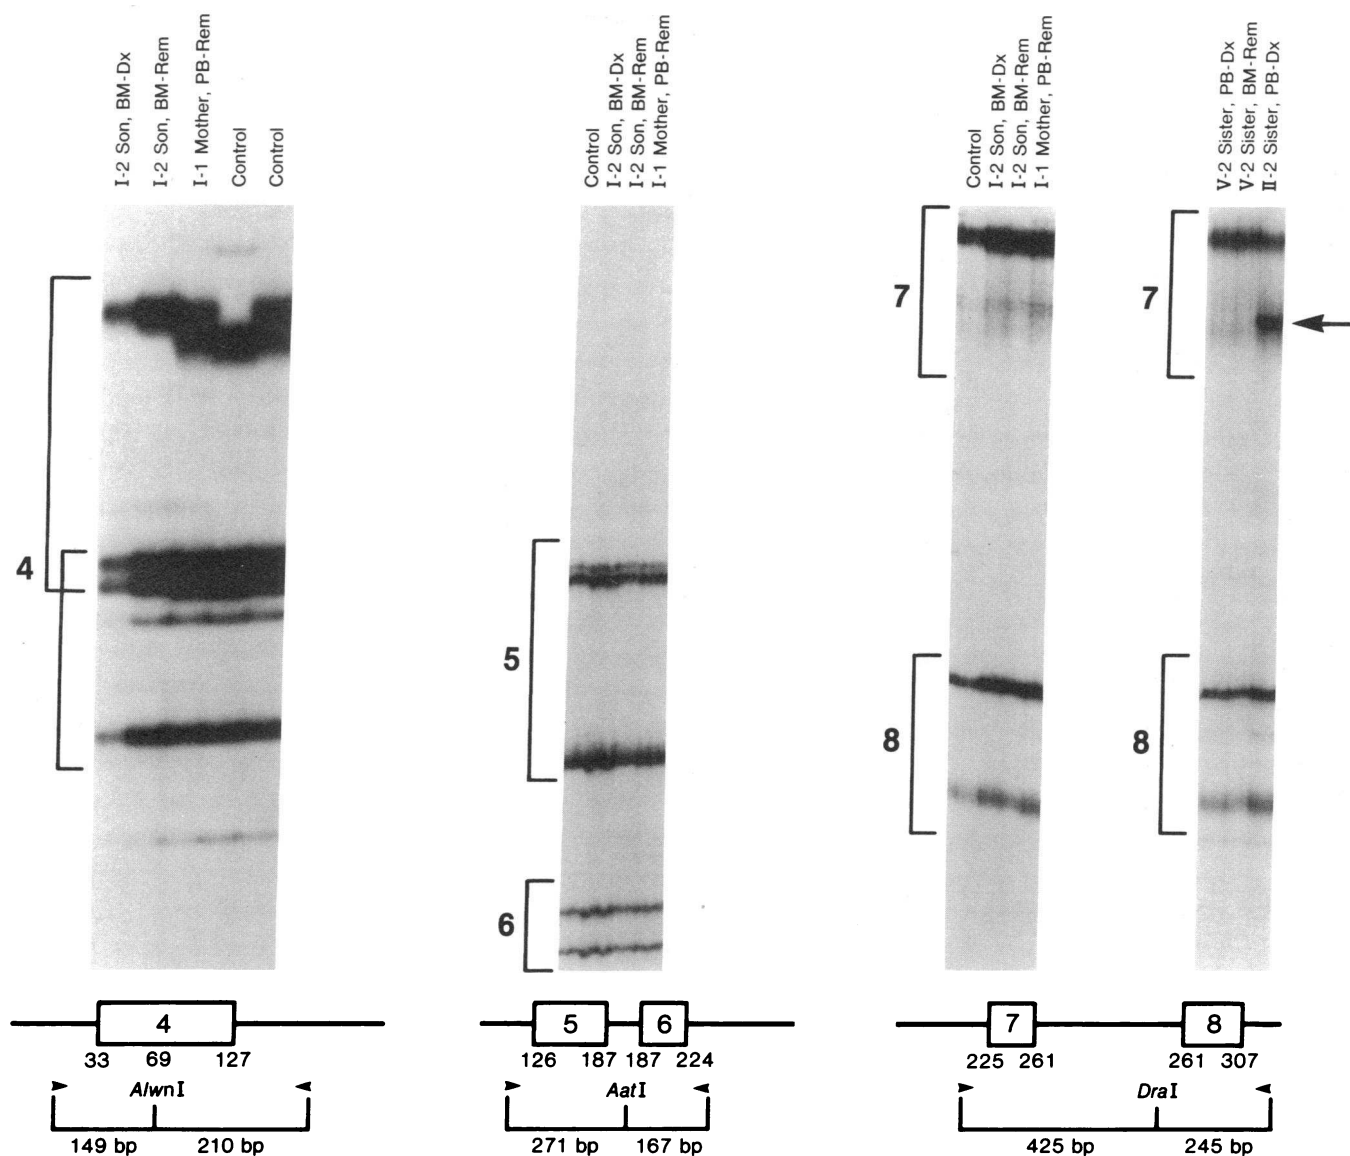 I-2 Son, BM-Dx
I-2 Son, BM-Rem
I-1 Mother, PB-Rem
Control
Control
Control
I-2 Son, BM-Dx
I-2 Son, BM-Rem
I-1 Mother, PB-Rem
Control
I-2 Son, BM-Dx
I-2 Son, BM-Rem
I-1 Mother, PB-Rem
V-2 Sister, PB-Dx
V-2 Sister, BM-Rem
II-2 Sister, PB-Dx
4
5
6
7
8
7
8
4
33 69 127
AlwnI
149 bp 210 bp
5 6
126 187 187 224
AatI
271 bp 167 bp
7 8
225 261 261 307
DraI
425 bp 245 bp